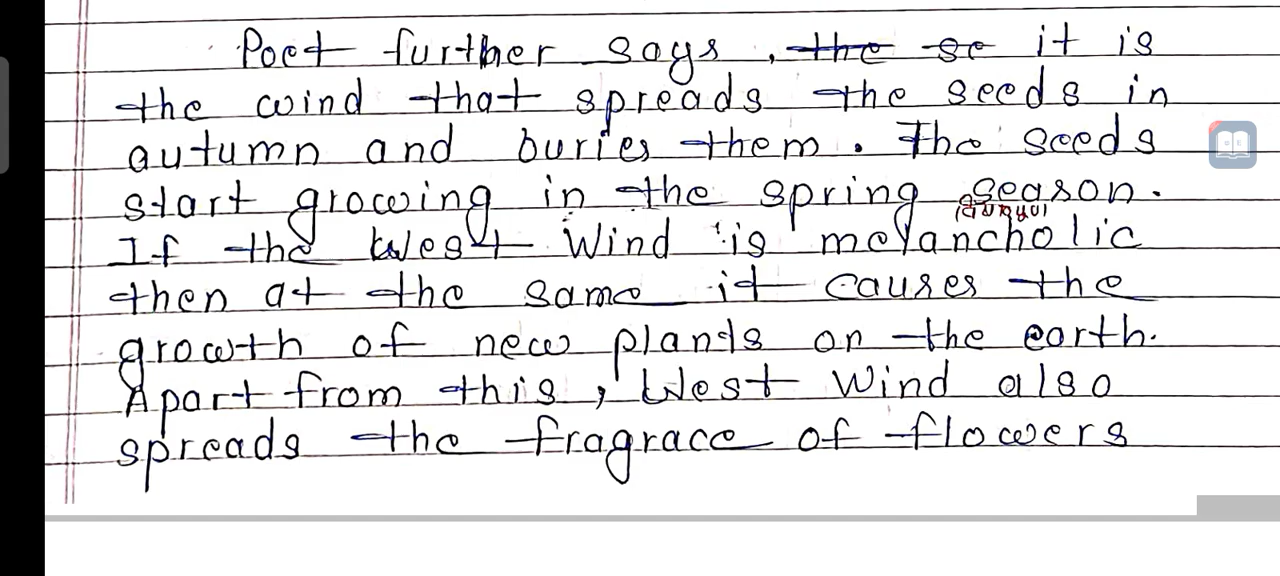 Poet further says, the se it is
the wind that spreads the seeds in
autumn and buries them. The seeds
start growing in the spring season.
If the West Wind is melancholic
then at the same it causes the
growth of new plants on the earth.
Apart from this, West Wind also
spreads the fragrace of flowers